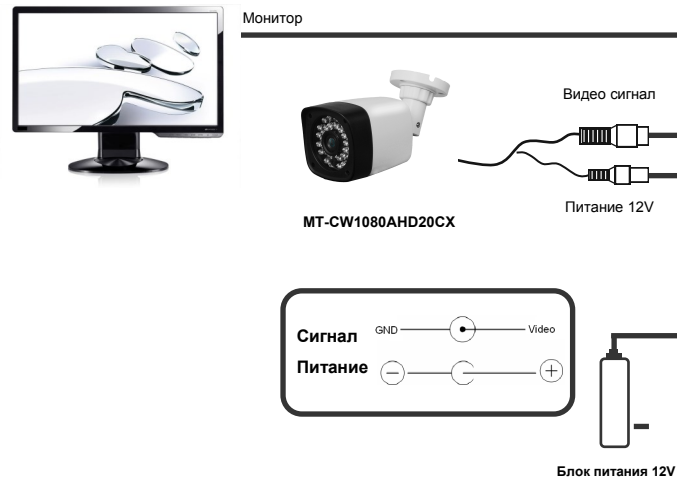 Монитор
Видео сигнал
Питание 12V
MT-CW1080AHD20CX
Сигнал GND Video
Питание − +
Блок питания 12V